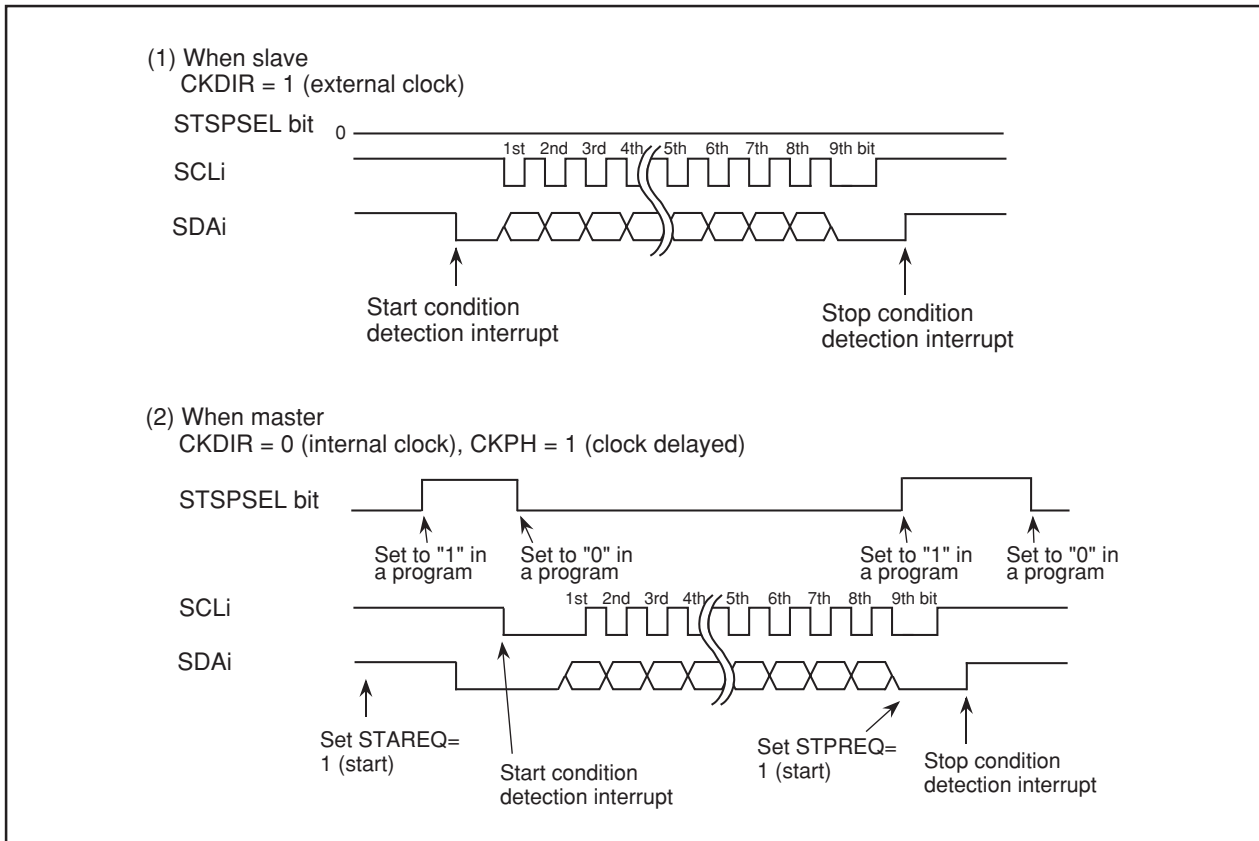 (1) When slave
CKDIR = 1 (external clock)
STSPSEL bit
0
1st 2nd 3rd 4th 5th 6th 7th 8th 9th bit
SCLi
SDAi
Start condition
detection interrupt
Stop condition
detection interrupt
(2) When master
CKDIR = 0 (internal clock), CKPH = 1 (clock delayed)
STSPSEL bit
Set to "1" in
a program
Set to "0" in
a program
Set to "1" in
a program
Set to "0" in
a program
1st 2nd 3rd 4th 5th 6th 7th 8th 9th bit
SCLi
SDAi
Set STAREQ=
1 (start)
Start condition
detection interrupt
Set STPREQ=
1 (start)
Stop condition
detection interrupt